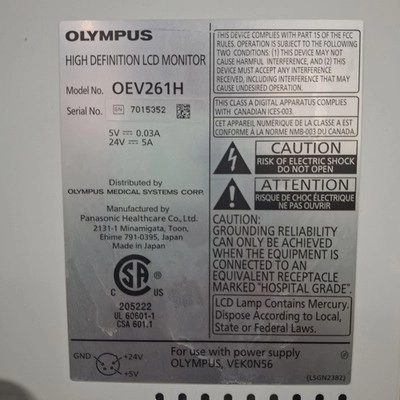 OLYMPUS
HIGH DEFINITION LCD MONITOR
Model No. OEV261H
Serial No. SN 7015352
5V ⎓ 0.03A
24V ⎓ 5A
Distributed by
OLYMPUS MEDICAL SYSTEMS CORP.
Manufactured by
Panasonic Healthcare Co., Ltd.
2131-1 Minamigata, Toon,
Ehime 791-0395, Japan
Made in Japan
C US
205222
UL 60601-1
CSA 601.1
GND
+24V
+5V
THIS DEVICE COMPLIES WITH PART 15 OF THE FCC
RULES. OPERATION IS SUBJECT TO THE FOLLOWING
TWO CONDITIONS: (1) THIS DEVICE MAY NOT
CAUSE HARMFUL INTERFERENCE, AND (2) THIS
DEVICE MUST ACCEPT ANY INTERFERENCE
RECEIVED, INCLUDING INTERFERENCE THAT MAY
CAUSE UNDESIRED OPERATION.
THIS CLASS A DIGITAL APPARATUS COMPLIES
WITH CANADIAN ICES-003.
CET APPAREIL NUMÉRIQUE DE LA CLASSE A EST
CONFORME À LA NORME NMB-003 DU CANADA.
CAUTION
RISK OF ELECTRIC SHOCK
DO NOT OPEN
ATTENTION
RISQUE DE CHOC ÉLECTRIQUE
NE PAS OUVRIR
CAUTION:
GROUNDING RELIABILITY
CAN ONLY BE ACHIEVED
WHEN THE EQUIPMENT IS
CONNECTED TO AN
EQUIVALENT RECEPTACLE
MARKED "HOSPITAL GRADE".
LCD Lamp Contains Mercury.
Dispose According to Local,
State or Federal Laws.
For use with power supply
OLYMPUS, VEK0N56
(LSGN2382)